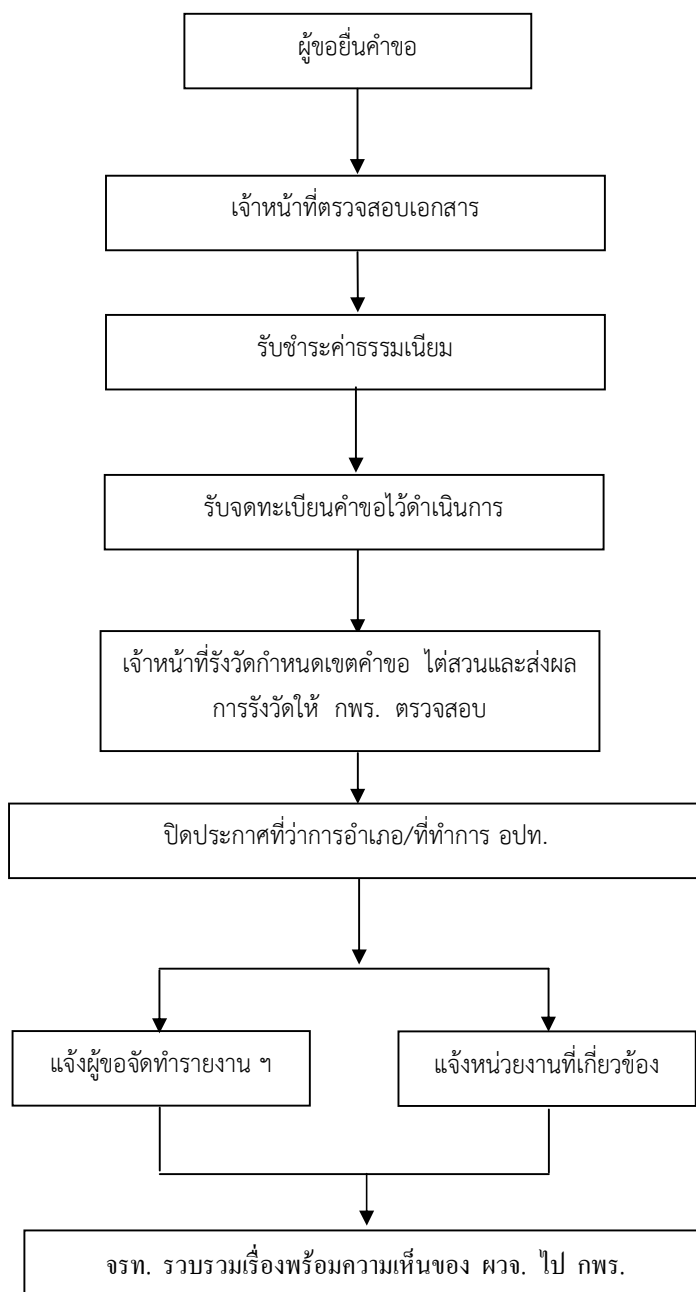 ผู้ขอยื่นคำขอ
เจ้าหน้าที่ตรวจสอบเอกสาร
รับชำระค่าธรรมเนียม
รับจดทะเบียนคำขอไว้ดำเนินการ
เจ้าหน้าที่รังวัดกำหนดเขตคำขอ ไต่สวนและส่งผล
การรังวัดให้ กพร. ตรวจสอบ
ปิดประกาศที่ว่าการอำเภอ/ที่ทำการ อปท.
แจ้งผู้ขอจัดทำรายงาน ฯ
แจ้งหน่วยงานที่เกี่ยวข้อง
จรท. รวบรวมเรื่องพร้อมความเห็นของ ผวจ. ไป กพร.